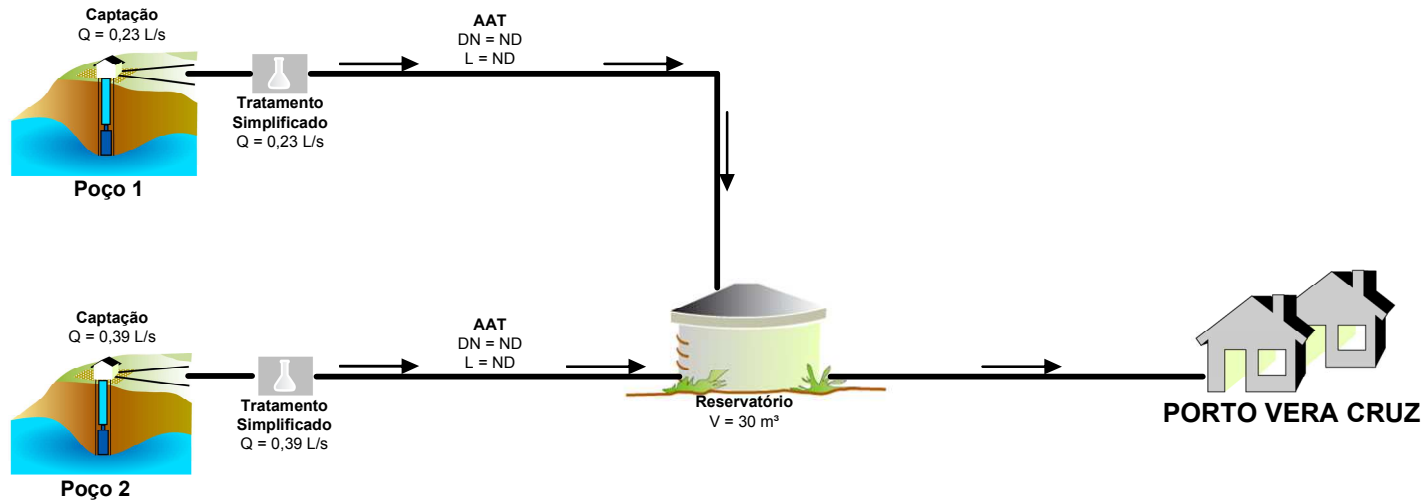 Captação
Q = 0,23 L/s
AAT
DN = ND
L = ND
Tratamento
Simplificado
Q = 0,23 L/s
Poço 1
Captação
Q = 0,39 L/s
AAT
DN = ND
L = ND
Tratamento
Simplificado
Q = 0,39 L/s
Poço 2
Reservatório
V = 30 m³
PORTO VERA CRUZ